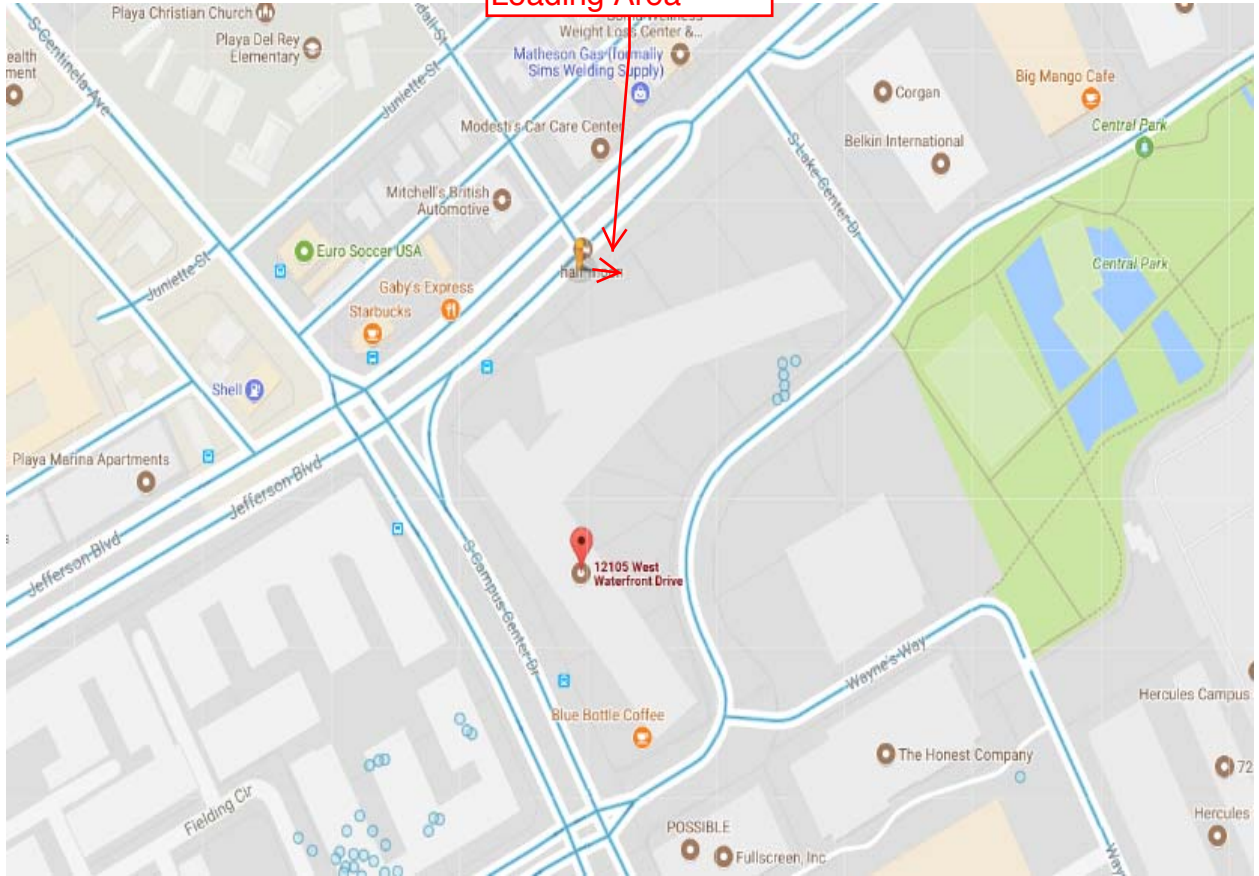 Loading Area
Playa Christian Church
Playa Del Rey
Elementary
S Centinela Ave
Juniette St
Weight Loss Center &...
Matheson Gas (formally
Sims Welding Supply)
Modesti's Car Care Center
Mitchell's British
Automotive
Corgan
Belkin International
Big Mango Cafe
Central Park
S Lake Center Dr
Euro Soccer USA
Juniette St
Gaby's Express
Starbucks
Central Park
Shell
Playa Marina Apartments
Jefferson Blvd
Jefferson Blvd
S Campus Center Dr
12105 West
Waterfront Drive
Wayne's Way
Blue Bottle Coffee
Hercules Campus
The Honest Company
72
Fielding Cir
POSSIBLE
Fullscreen, Inc
Hercules